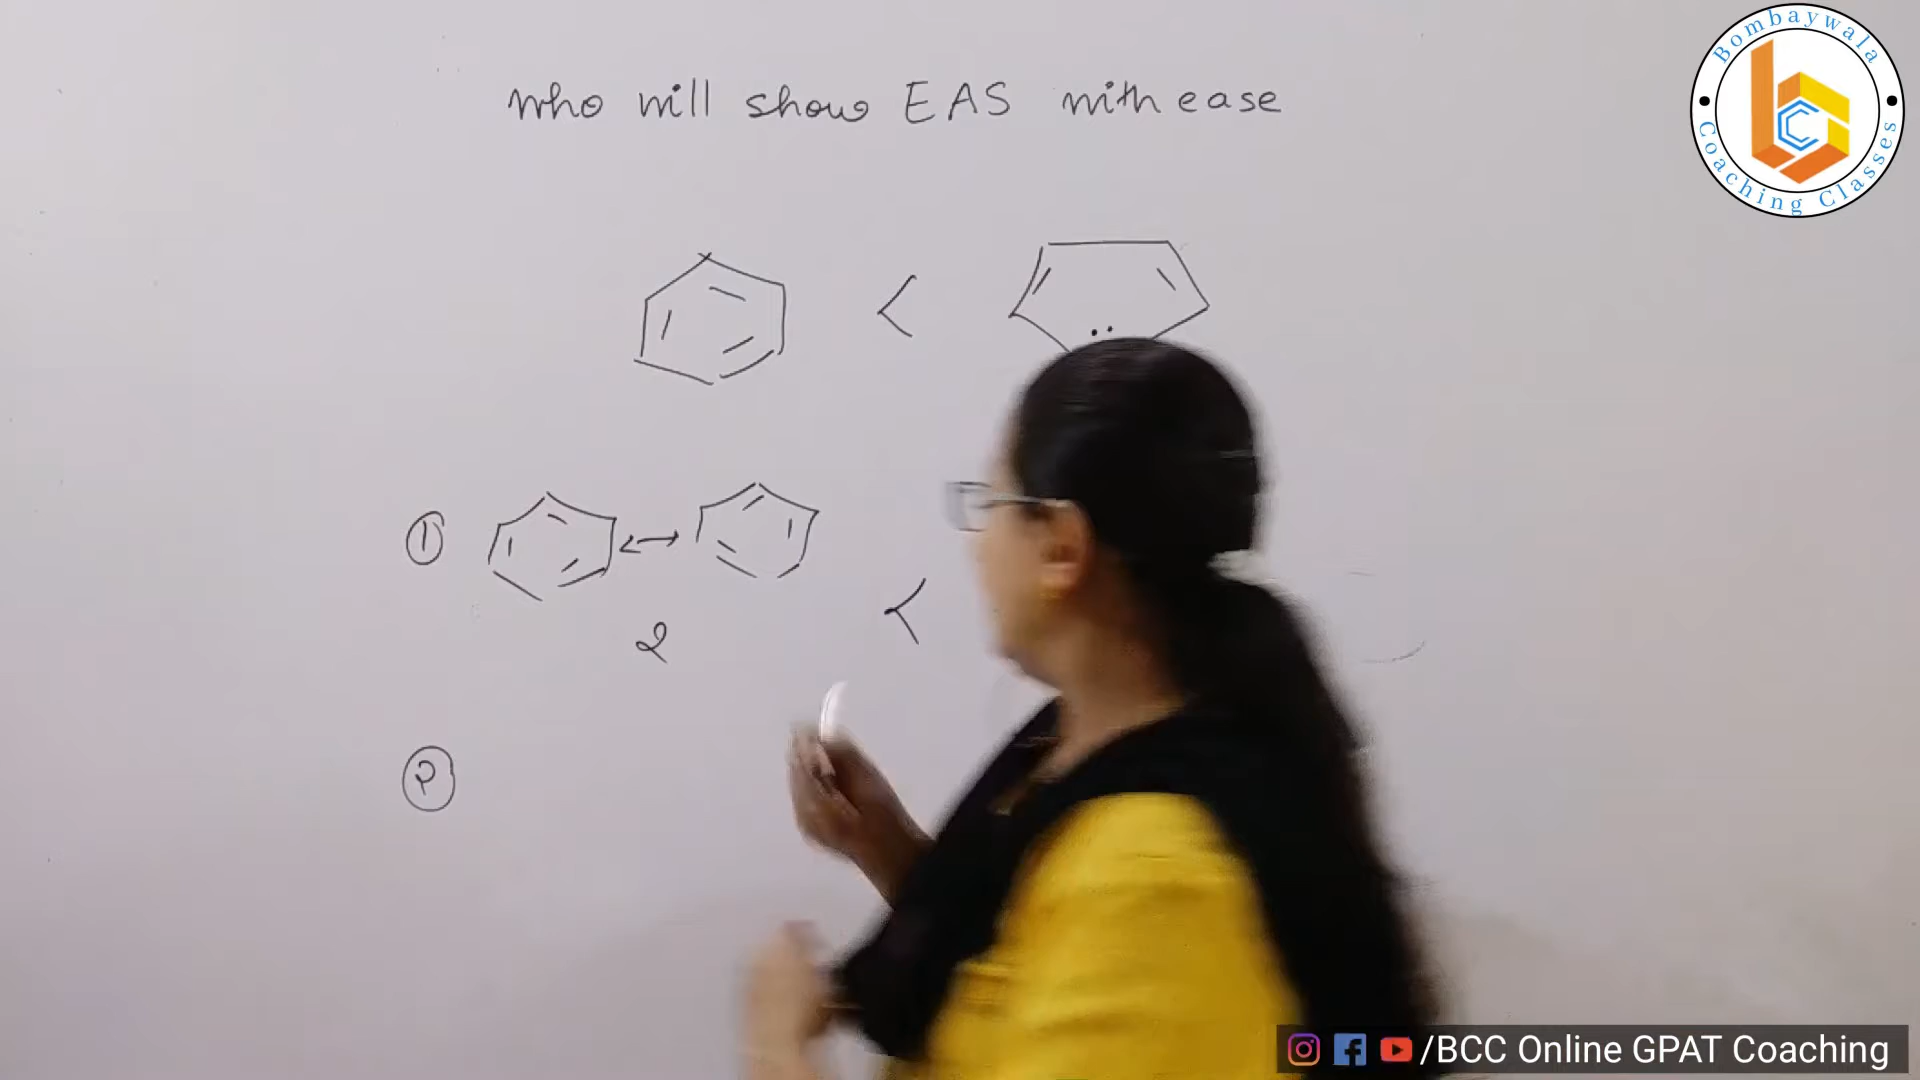 who will show EAS with ease
<
①
2
<
②
Bombaywala
Coaching Classes
/BCC Online GPAT Coaching